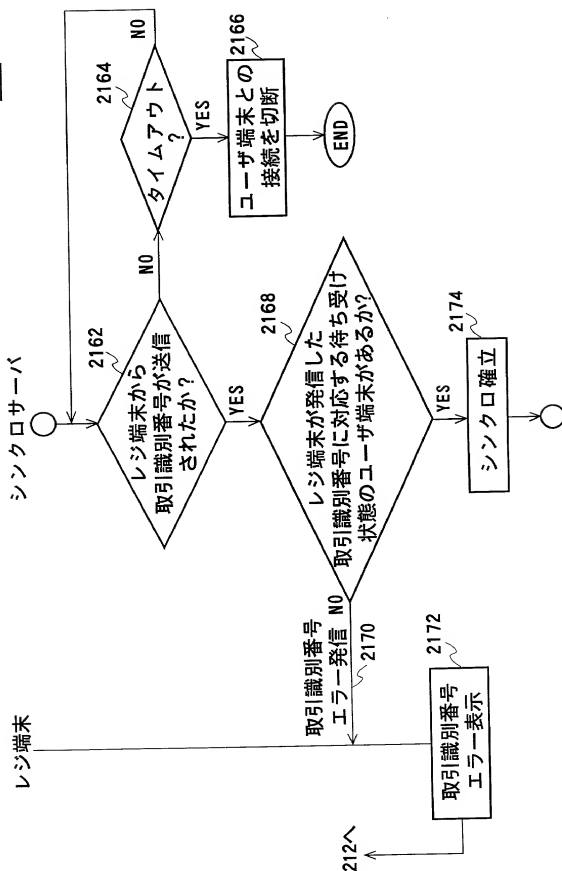 シンクロサーバ
レジ端末から
取引識別番号が送信
されたか?
2162
NO
タイムアウト
?
2164
NO
YES
ユーザ端末との
接続を切断
2166
END
YES
レジ端末が発信した
取引識別番号に対応する待ち受け
状態のユーザ端末があるか?
2168
YES
シンクロ確立
2174
NO
取引識別番号
エラー発信
2170
レジ端末
取引識別番号
エラー表示
2172
212へ